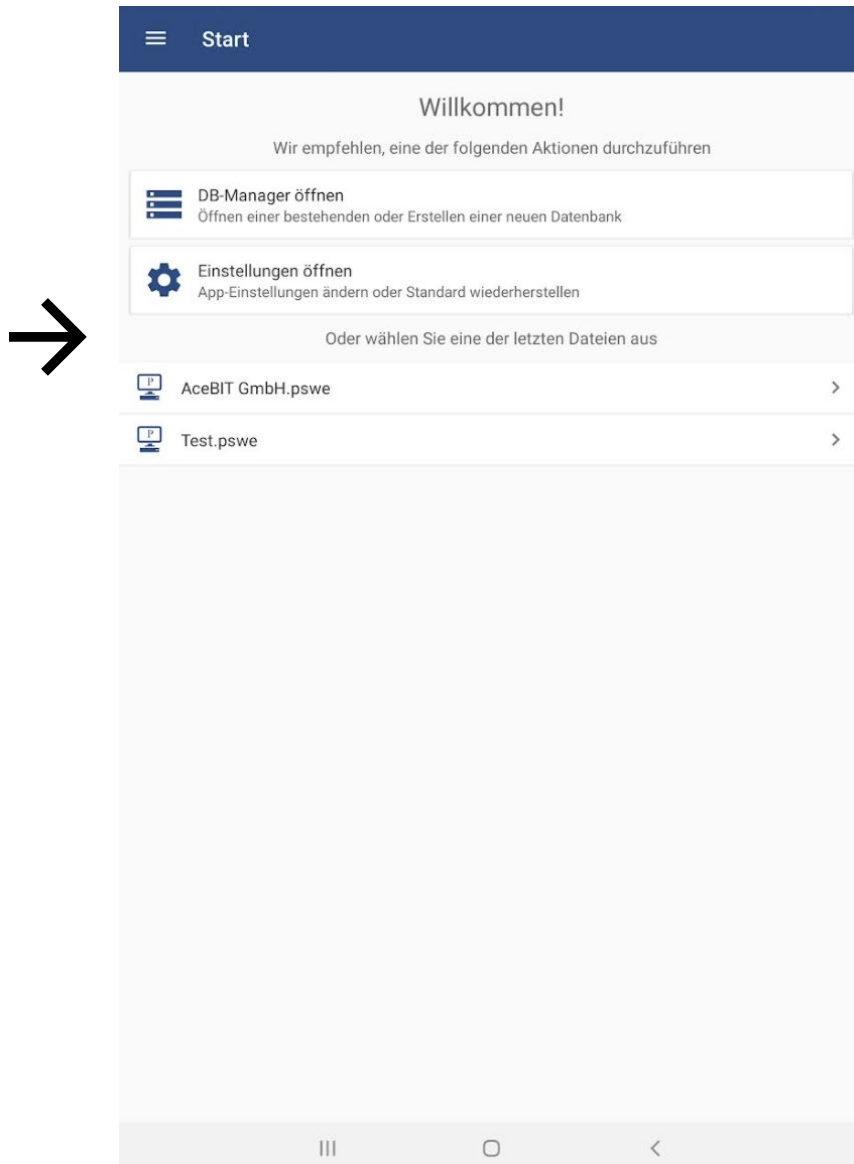 Start
Willkommen!
Wir empfehlen, eine der folgenden Aktionen durchzuführen
DB-Manager öffnen
Öffnen einer bestehenden oder Erstellen einer neuen Datenbank
Einstellungen öffnen
App-Einstellungen ändern oder Standard wiederherstellen
Oder wählen Sie eine der letzten Dateien aus
P
AceBIT GmbH.pswe
P
Test.pswe